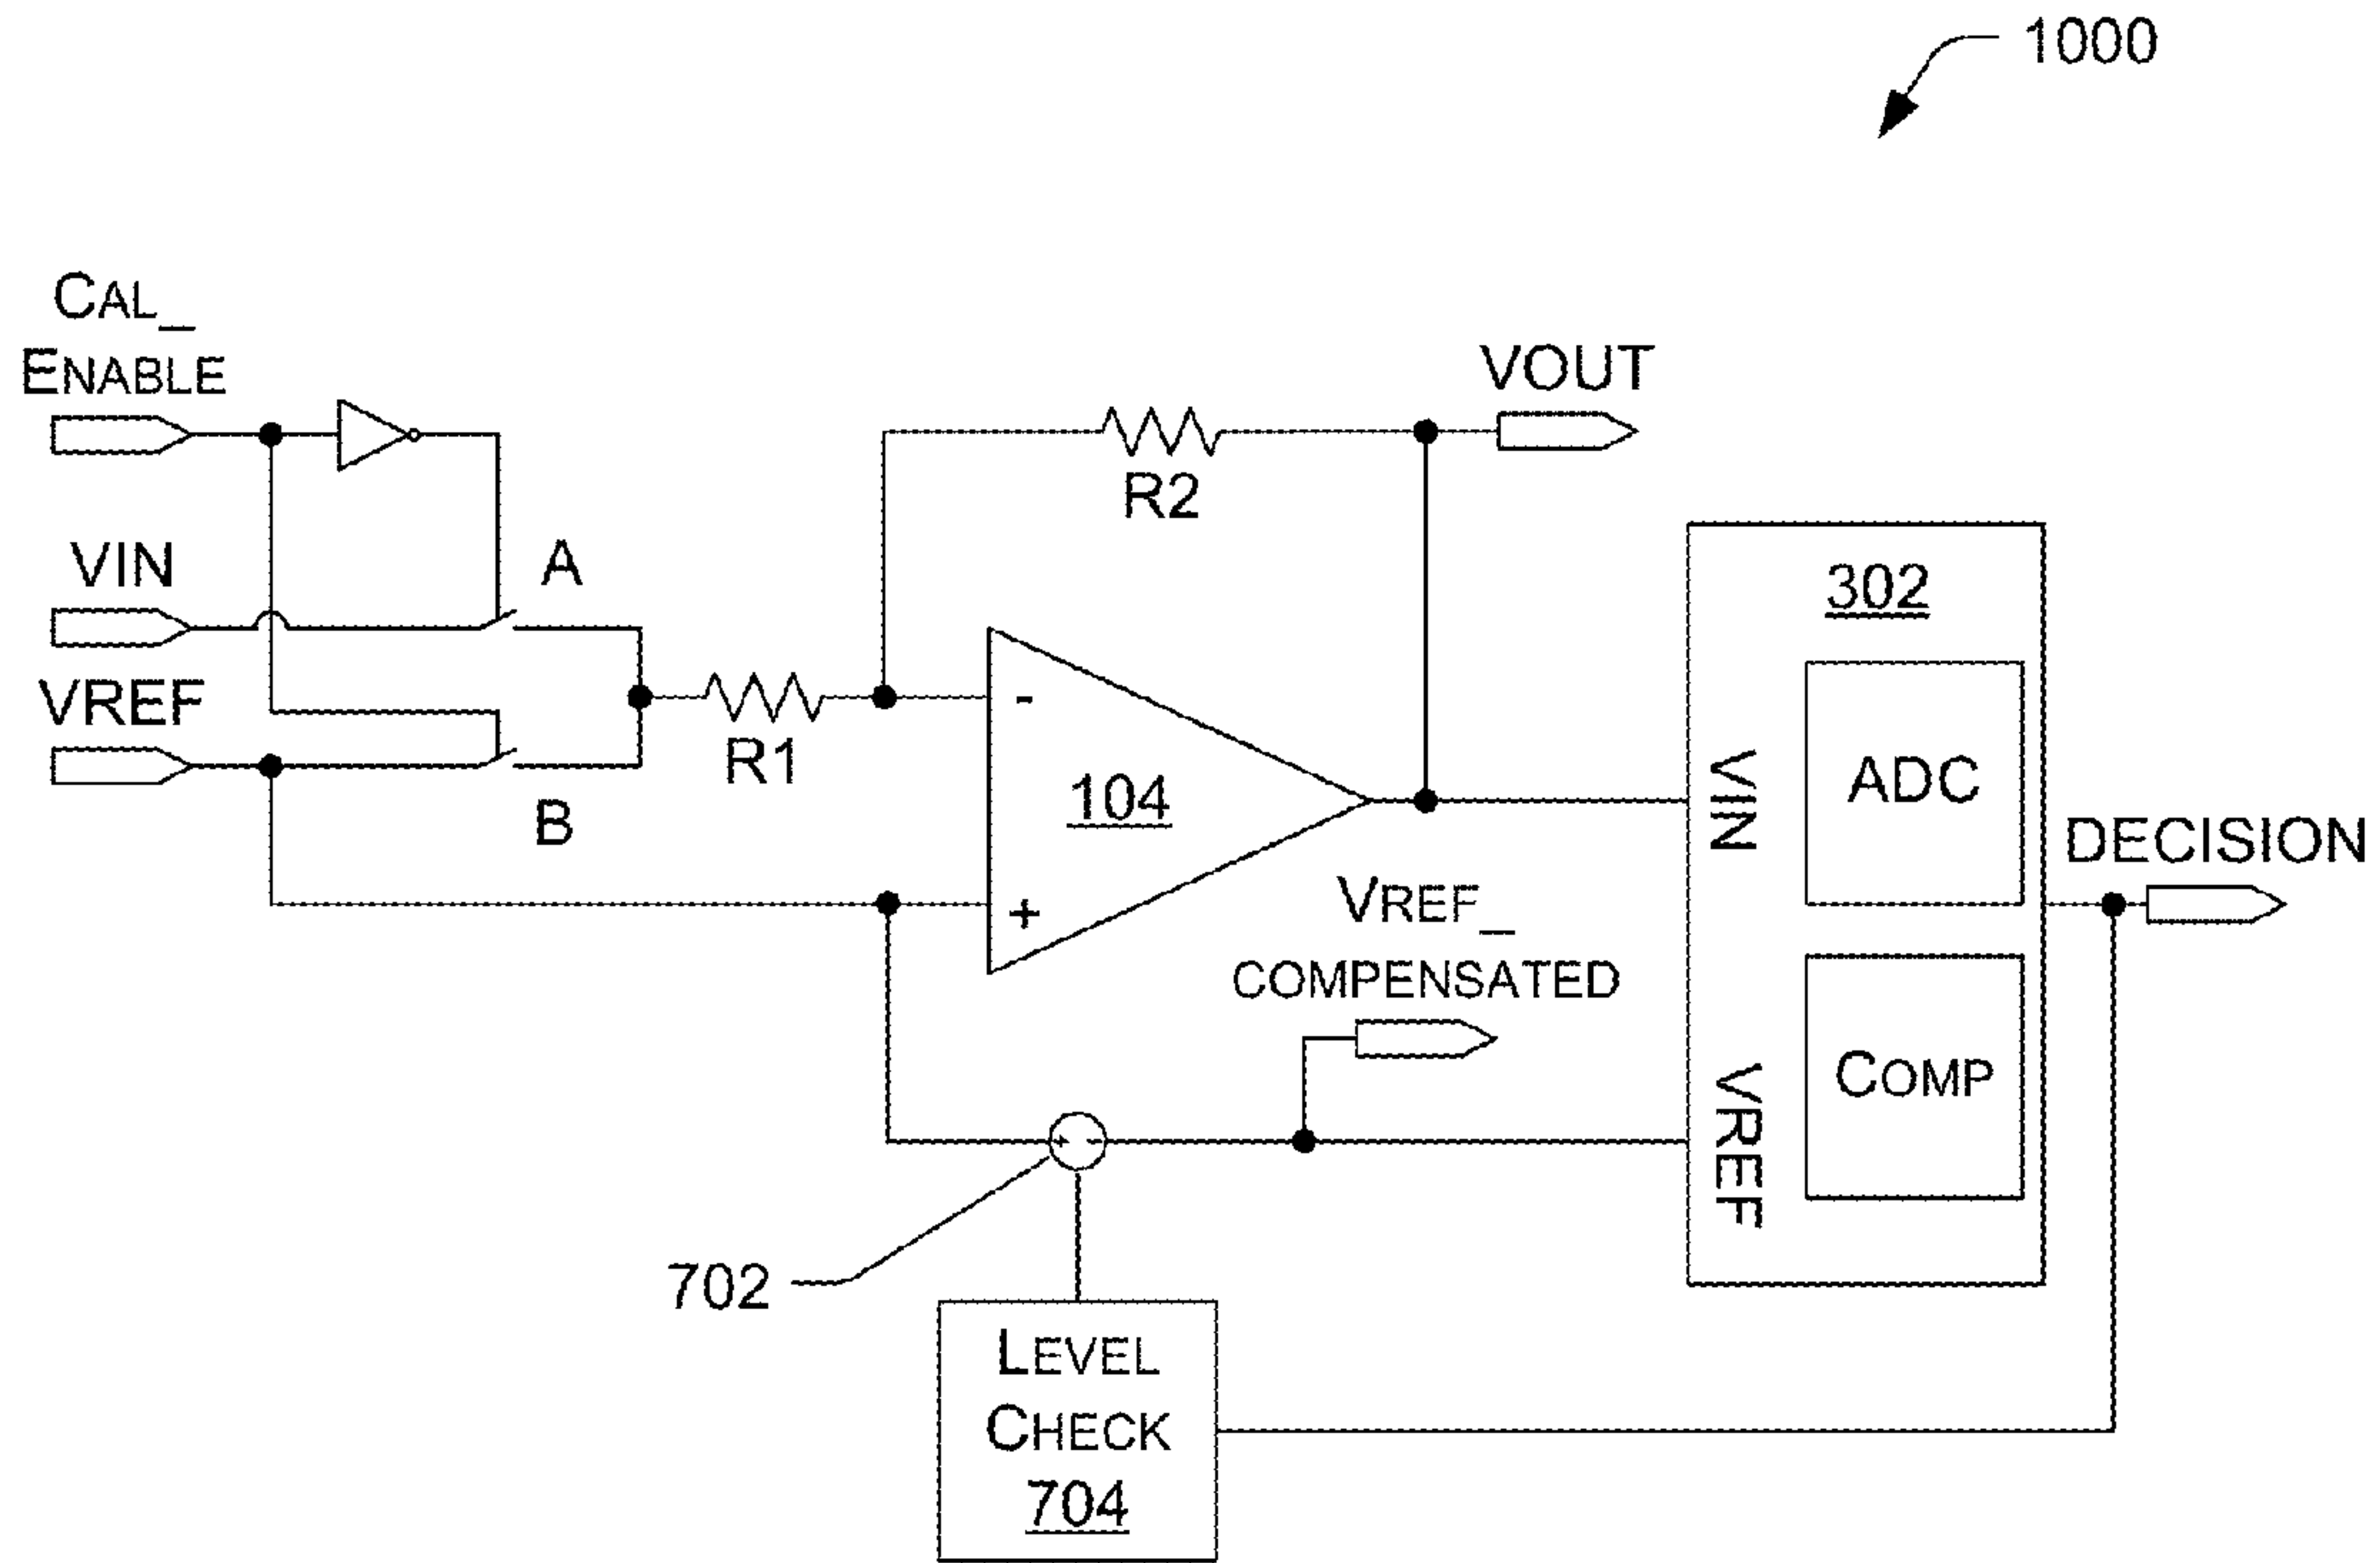 1000
CAL_
ENABLE
VOUT
R2
VIN
A
302
VREF
R1
B
-
104
+
VIN
ADC
DECISION
VREF_
COMPENSATED
COMP
VREF
702
LEVEL
CHECK
704